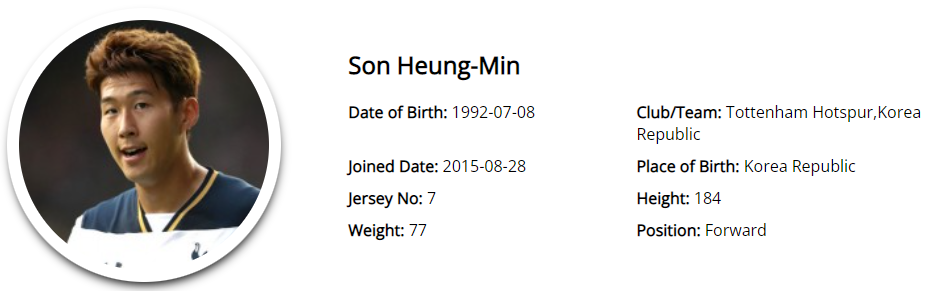 Son Heung-Min
Date of Birth: 1992-07-08
Club/Team: Tottenham Hotspur,Korea
Republic
Joined Date: 2015-08-28
Place of Birth: Korea Republic
Jersey No: 7
Height: 184
Weight: 77
Position: Forward